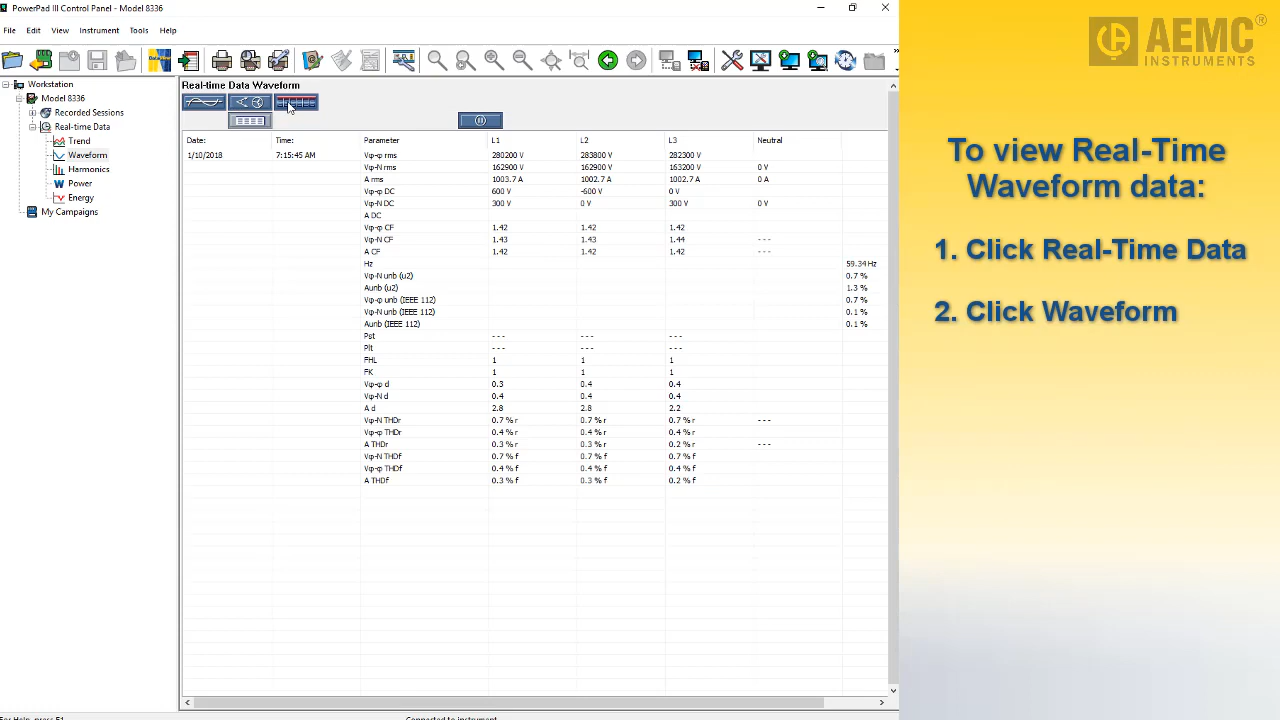 PowerPad III Control Panel - Model 8336
File Edit View Instrument Tools Help
Workstation
Model 8336
Recorded Sessions
Real-time Data
Trend
Waveform
Harmonics
Power
Energy
My Campaigns
Real-time Data Waveform
Date: Time: Parameter L1 L2 L3 Neutral
1/10/2018 7:15:45 AM Vφ-φ rms 280200 V 283800 V 282300 V
Vφ-N rms 162900 V 162900 V 163200 V 0 V
A rms 1003.7 A 1002.7 A 1002.7 A 0 A
Vφ-φ DC 600 V -600 V 0 V
Vφ-N DC 300 V 0 V 300 V 0 V
A DC
Vφ-φ CF 1.42 1.42 1.42
Vφ-N CF 1.43 1.43 1.44 ---
A CF 1.42 1.42 1.42 ---
Hz 59.34 Hz
Vφ-N unb (u2) 0.7 %
Aunb (u2) 1.3 %
Vφ-φ unb (IEEE 112) 0.7 %
Vφ-N unb (IEEE 112) 0.1 %
Aunb (IEEE 112) 0.1 %
Pst --- --- ---
Plt --- --- ---
FHL 1 1 1
FK 1 1 1
Vφ-φ d 0.3 0.4 0.4
Vφ-N d 0.4 0.4 0.4
A d 2.8 2.8 2.2
Vφ-N THDr 0.7 % r 0.7 % r 0.7 % r ---
Vφ-φ THDr 0.4 % r 0.4 % r 0.4 % r
A THDr 0.3 % r 0.3 % r 0.2 % r ---
Vφ-N THDf 0.7 % f 0.7 % f 0.7 % f
Vφ-φ THDf 0.4 % f 0.4 % f 0.4 % f
A THDf 0.3 % f 0.3 % f 0.2 % f
For Help, press F1 Connected to instrument
AEMC®
INSTRUMENTS
To view Real-Time
Waveform data:
1. Click Real-Time Data
2. Click Waveform